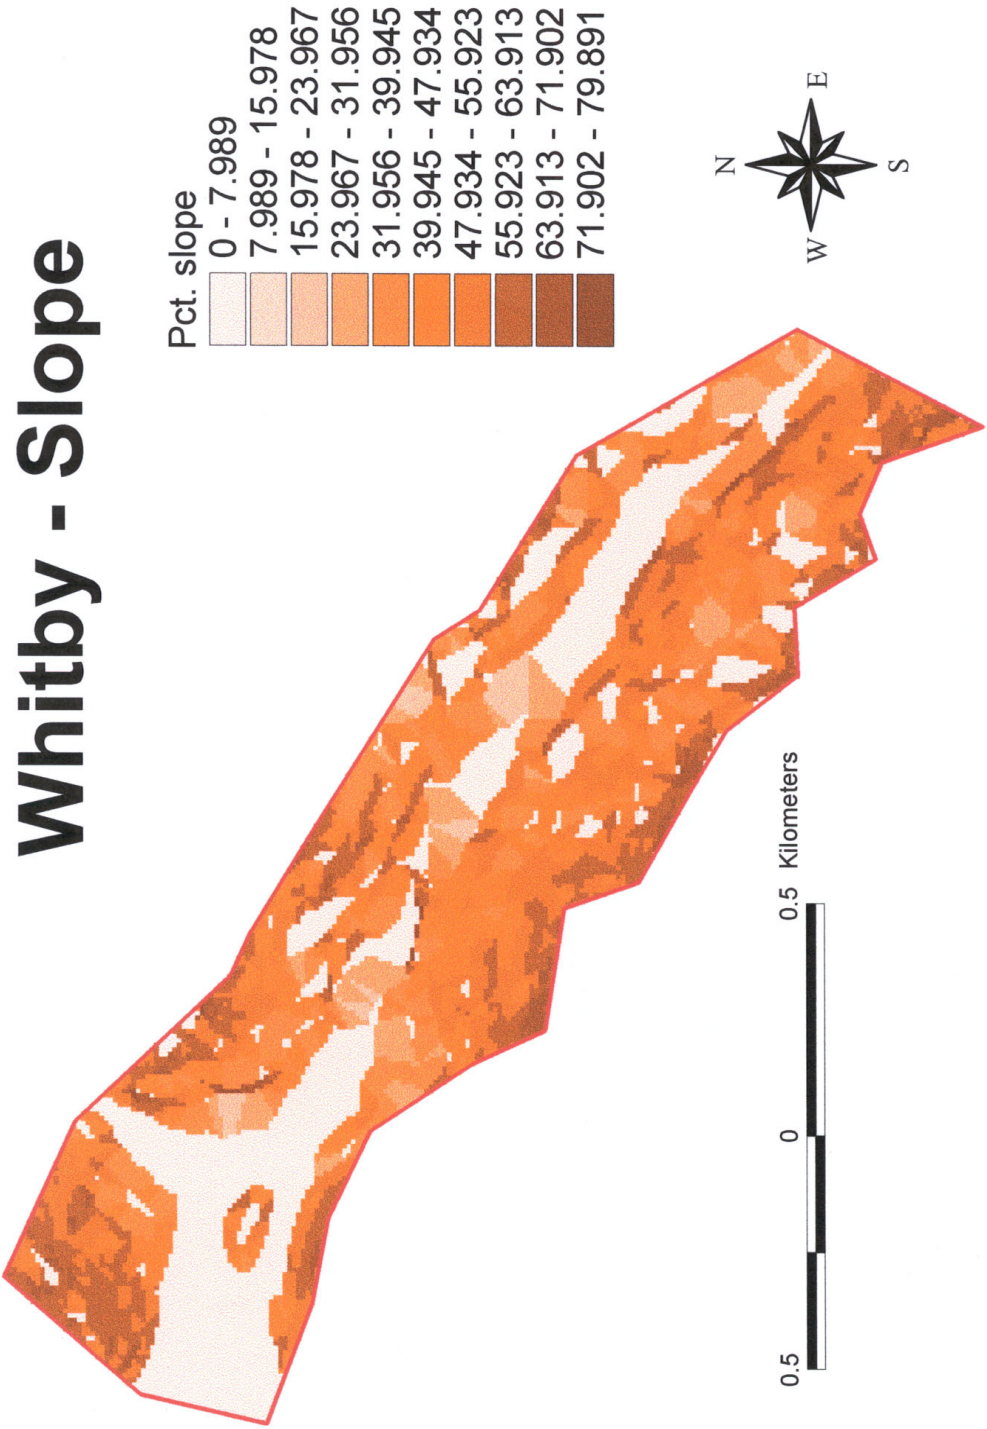 Whitby - Slope
Pct. slope
0 - 7.989
7.989 - 15.978
15.978 - 23.967
23.967 - 31.956
31.956 - 39.945
39.945 - 47.934
47.934 - 55.923
55.923 - 63.913
63.913 - 71.902
71.902 - 79.891
N
W
E
S
0.5 0 0.5 Kilometers